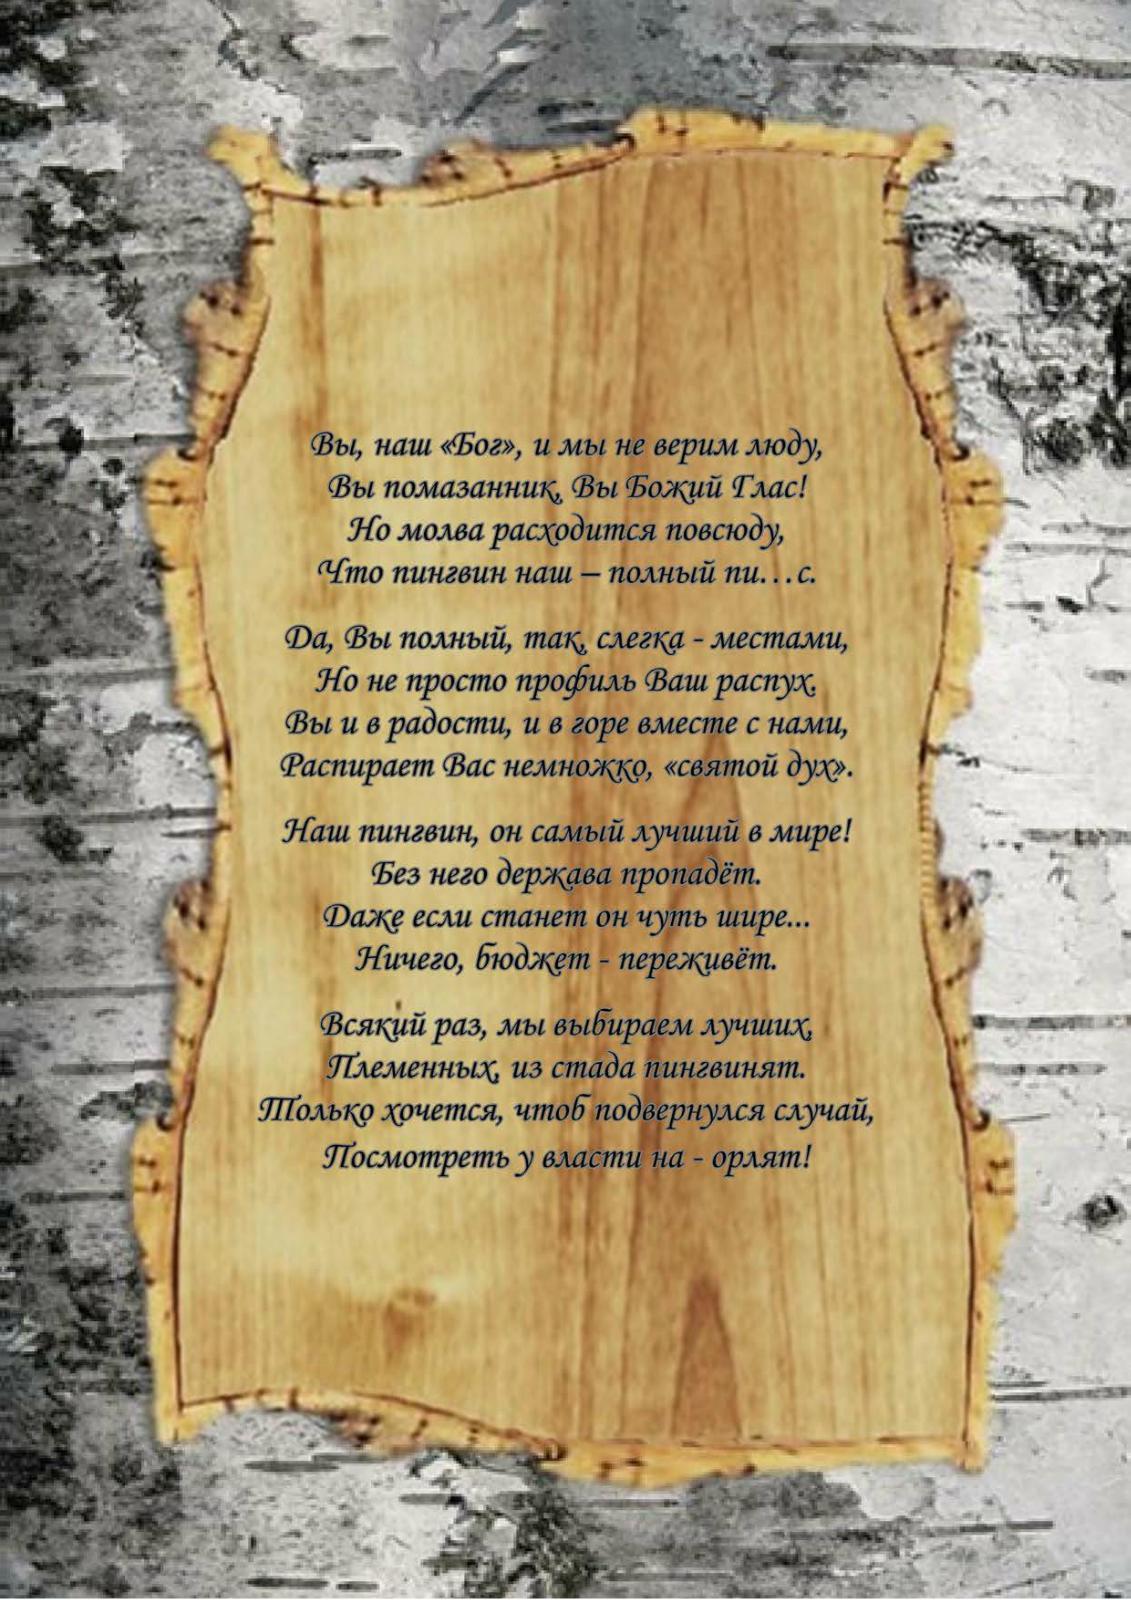 Вы, наш «Бог», и мы не верим люду,
Вы помазанник, Вы Божий Глас!
Но молва расходится повсюду,
Что пингвин наш – полный пи…с.
Да, Вы полный, так, слегка - местами,
Но не просто профиль Ваш распух.
Вы и в радости, и в горе вместе с нами,
Распирает Вас немножко, «святой дух».
Наш пингвин, он самый лучший в мире!
Без него держава пропадёт.
Даже если станет он чуть шире...
Ничего, бюджет - переживёт.
Всякий раз, мы выбираем лучших,
Племенных, из стада пингвинят.
Только хочется, чтоб подвернулся случай,
Посмотреть у власти на - орлят!